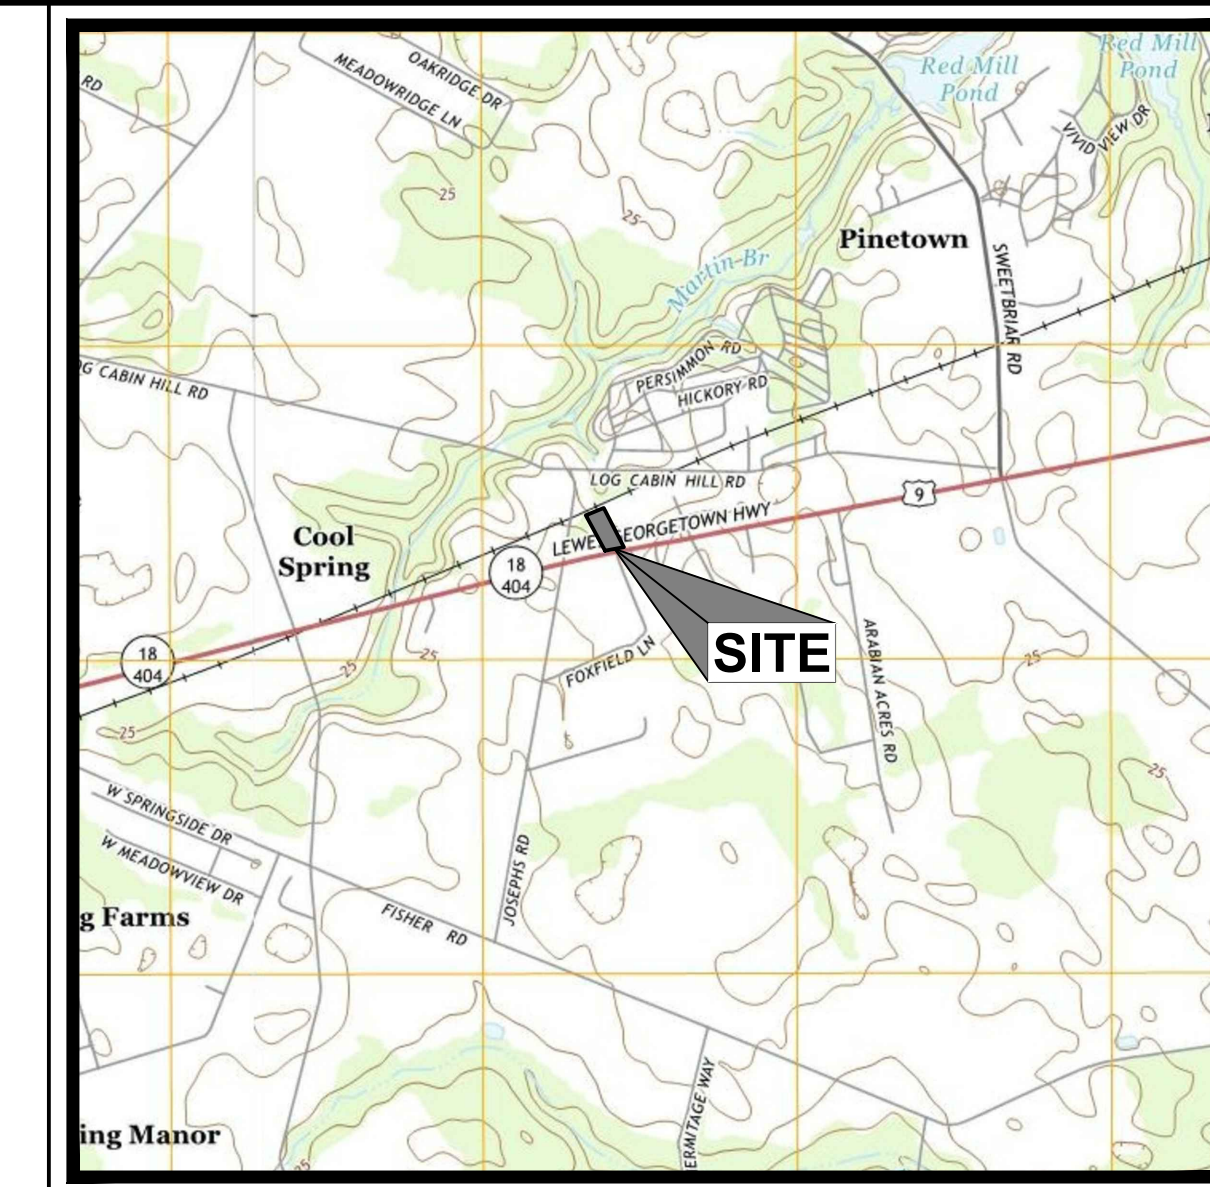 OAKRIDGE DR
MEADOWRIDGE LN
RD
Red Mill
Pond
Red Mill
Pond
VIVID VIEW DR
25
25
Pinetown
Martin Br
SWEETBRIAR RD
PERSIMMON RD
HICKORY RD
OG CABIN HILL RD
LOG CABIN HILL RD
9
LEWES GEORGETOWN HWY
Cool
Spring
18
404
18
404
SITE
FOXFIELD LN
ARABIAN ACRES RD
25
25
25
25
25
W SPRINGSIDE DR
W MEADOWVIEW DR
JOSEPHS RD
g Farms
FISHER RD
ERMITAGE WAY
ing Manor
25